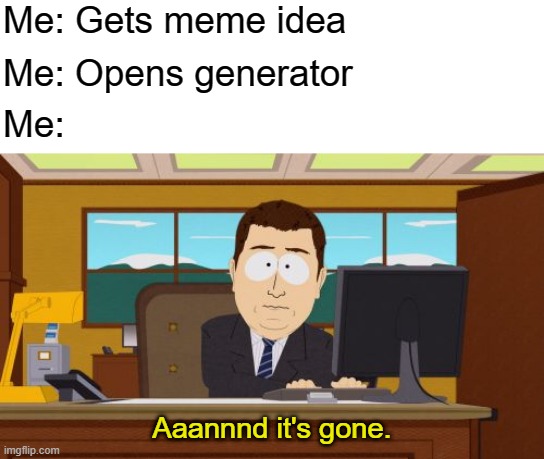 Me: Gets meme idea
Me: Opens generator
Me:
Aaannnd it's gone.
imgflip.com